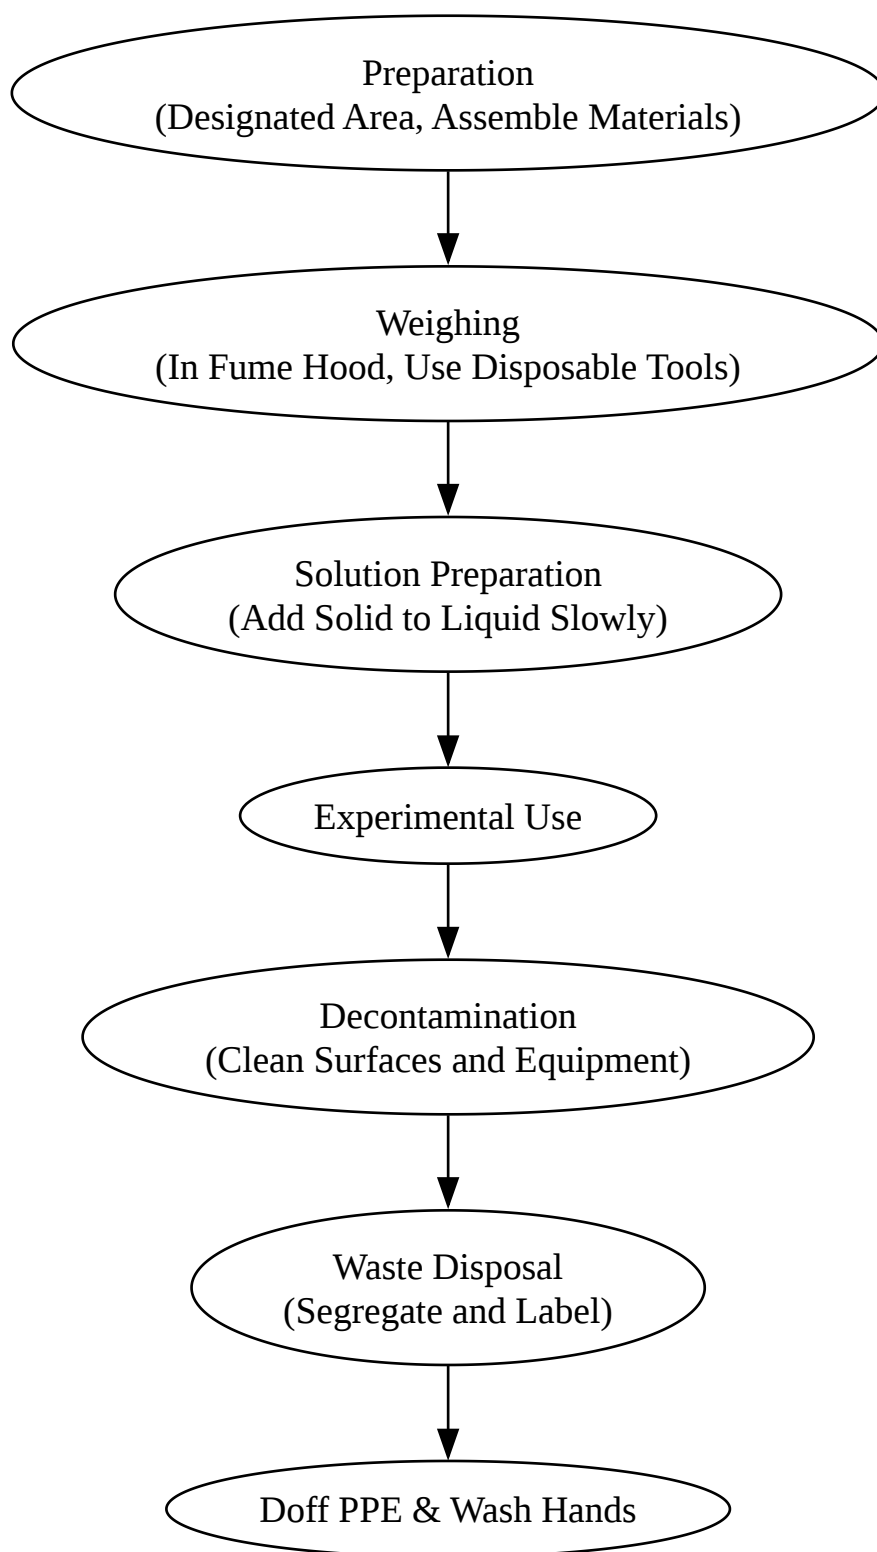 Preparation
(Designated Area, Assemble Materials)
Weighing
(In Fume Hood, Use Disposable Tools)
Solution Preparation
(Add Solid to Liquid Slowly)
Experimental Use
Decontamination
(Clean Surfaces and Equipment)
Waste Disposal
(Segregate and Label)
Doff PPE & Wash Hands